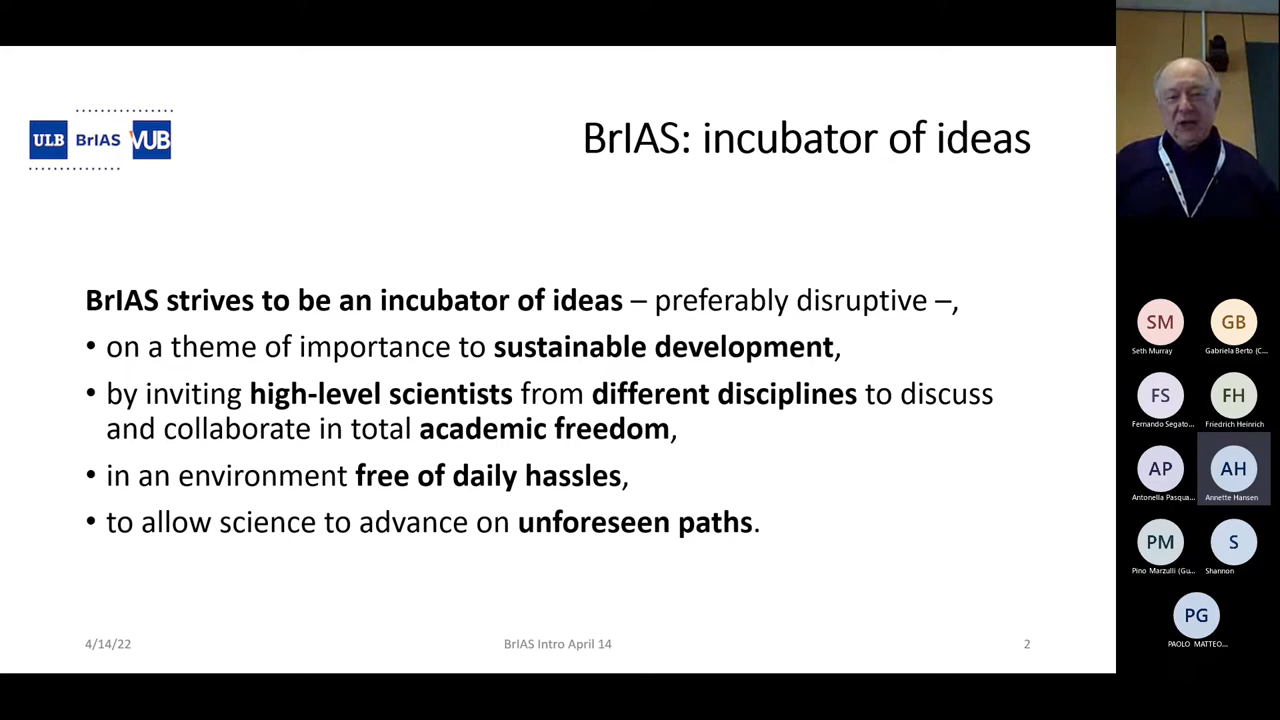 ULB BrIAS VUB
BrIAS: incubator of ideas
BrIAS strives to be an incubator of ideas – preferably disruptive –,
• on a theme of importance to sustainable development,
• by inviting high-level scientists from different disciplines to discuss
and collaborate in total academic freedom,
• in an environment free of daily hassles,
• to allow science to advance on unforeseen paths.
4/14/22 BrIAS Intro April 14 2
SM GB
Seth Murray Gabriela Berto (C...
FS FH
Fernando Segato... Friedrich Heinrich
AP AH
Antonella Pasqua... Annette Hansen
PM S
Pino Marzulli (Gu... Shannon
PG
PAOLO MATTEO...